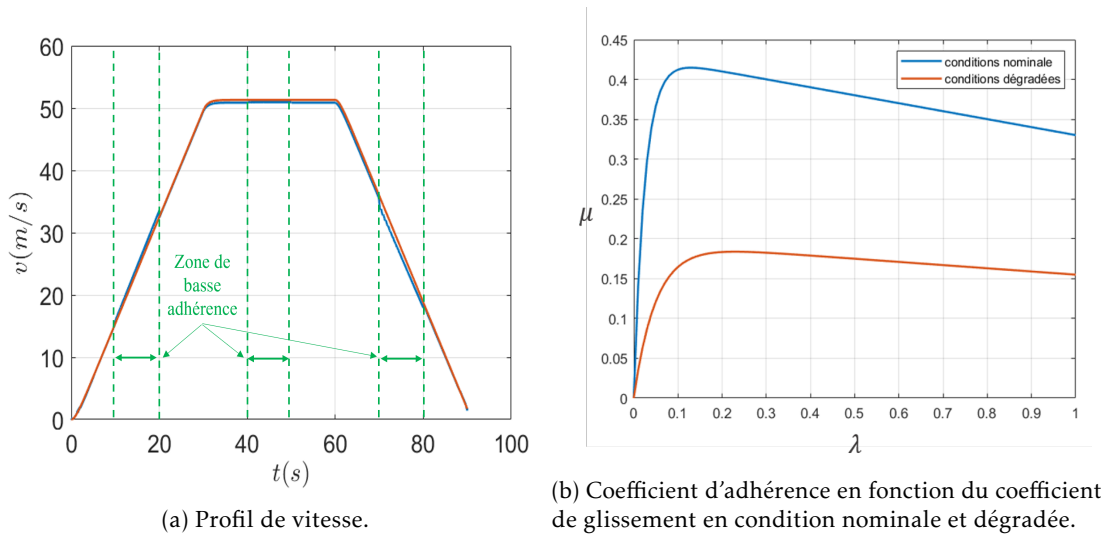 60
50
40
30
20
10
0
0
20
40
60
80
100
v(m/s)
t(s)
Zone de
basse
adhérence
(a) Profil de vitesse.
0.45
0.4
0.35
0.3
0.25
0.2
0.15
0.1
0.05
0
0
0.1
0.2
0.3
0.4
0.5
0.6
0.7
0.8
0.9
1
μ
λ
conditions nominale
conditions dégradées
(b) Coefficient d'adhérence en fonction du coefficient
de glissement en condition nominale et dégradée.